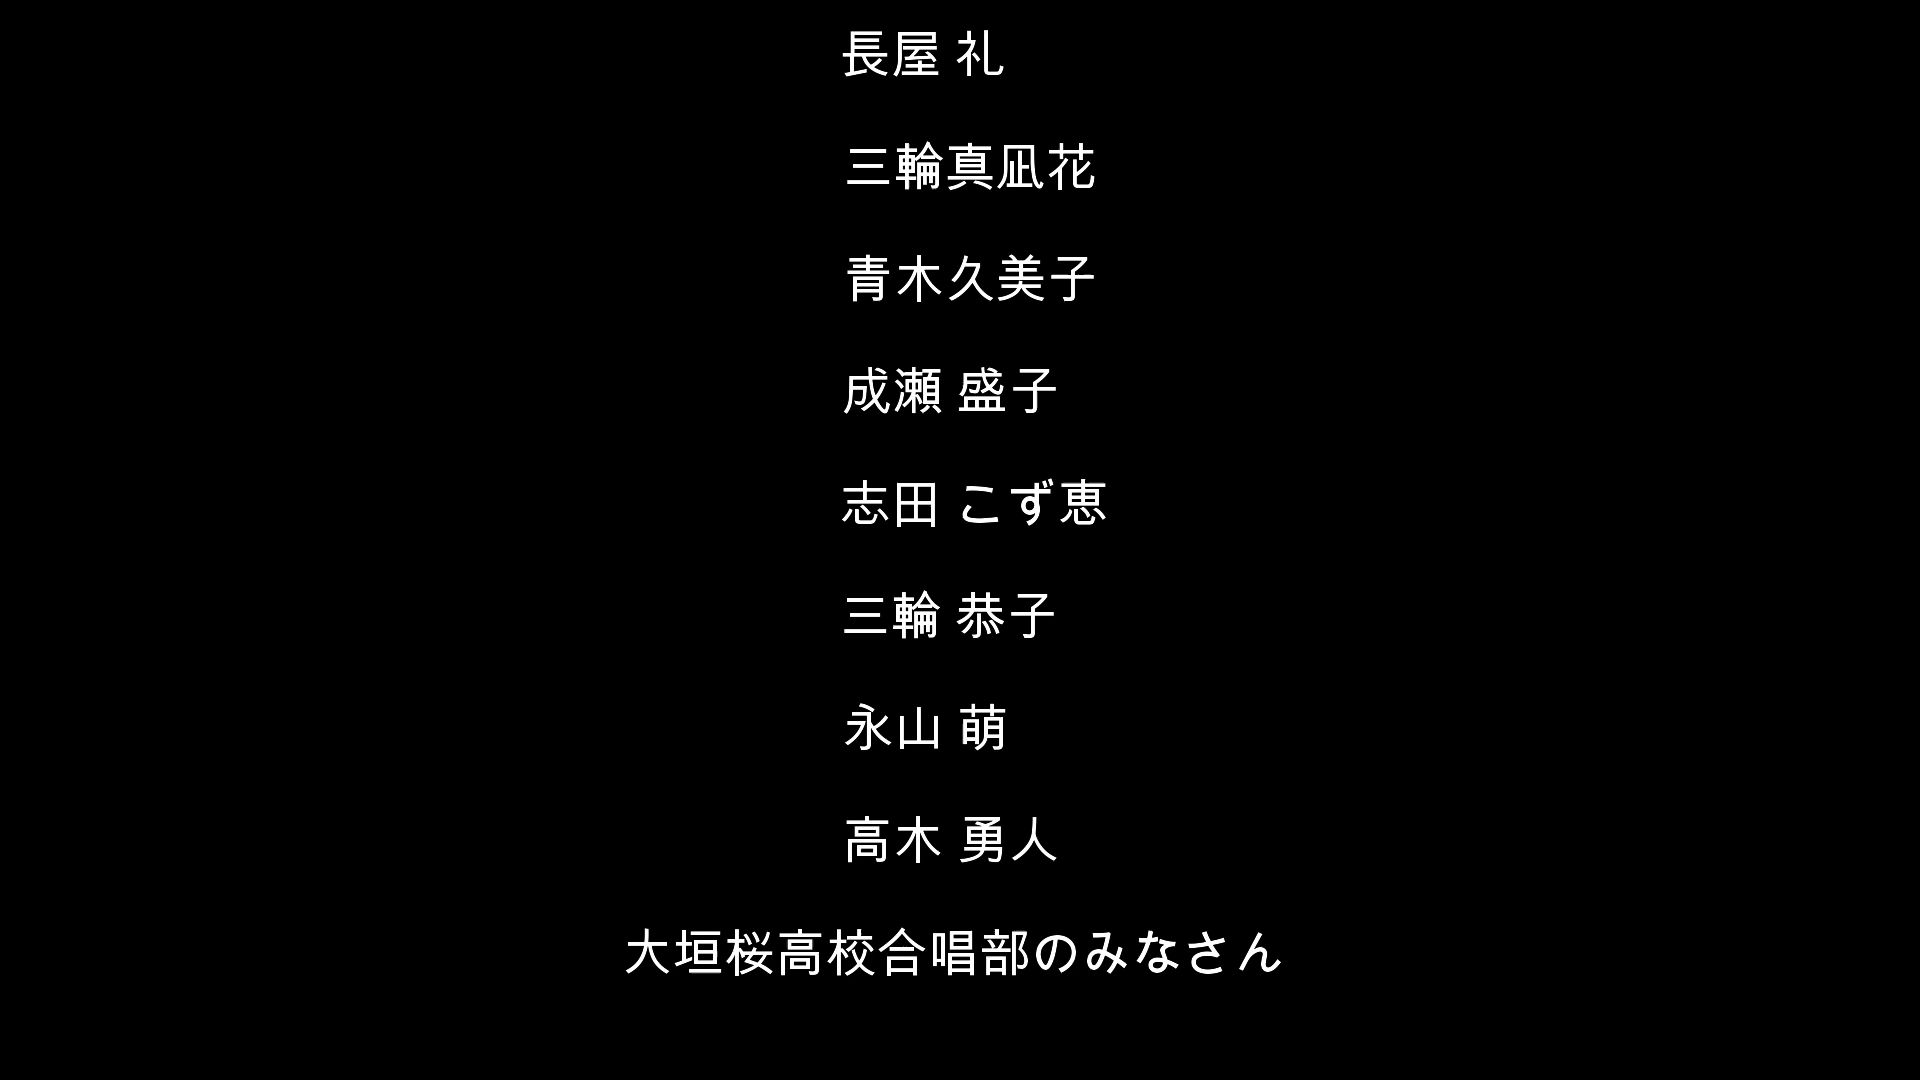 長屋 礼
三輪真凪花
青木久美子
成瀬 盛子
志田 こず恵
三輪 恭子
永山 萌
高木 勇人
大垣桜高校合唱部のみなさん